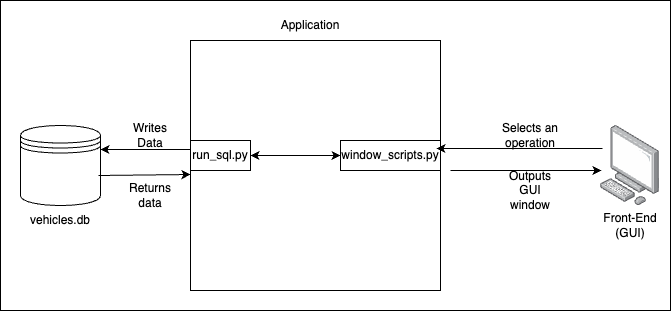 Application
Writes
Data
run_sql.py
window_scripts.py
Selects an
operation
Returns
data
Outputs
GUI
window
vehicles.db
Front-End
(GUI)